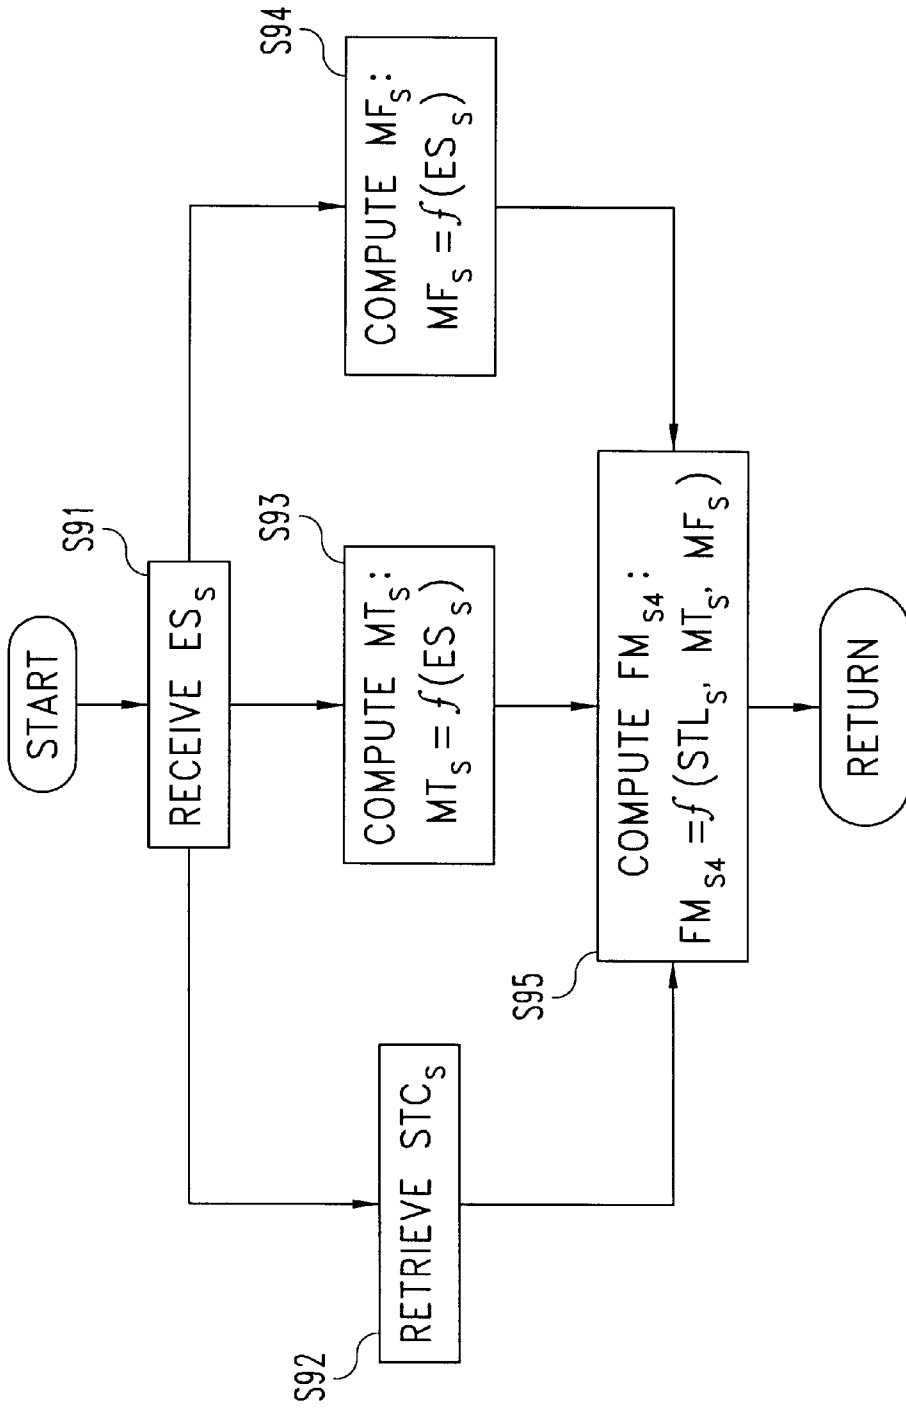 START
S91
RECEIVE ES_S
S92
RETRIEVE STC_S
S93
COMPUTE MT_S:
MT_S = f(ES_S)
S94
COMPUTE MF_S:
MF_S = f(ES_S)
S95
COMPUTE FM_S4:
FM_S4 = f(STL_S, MT_S, MF_S)
RETURN